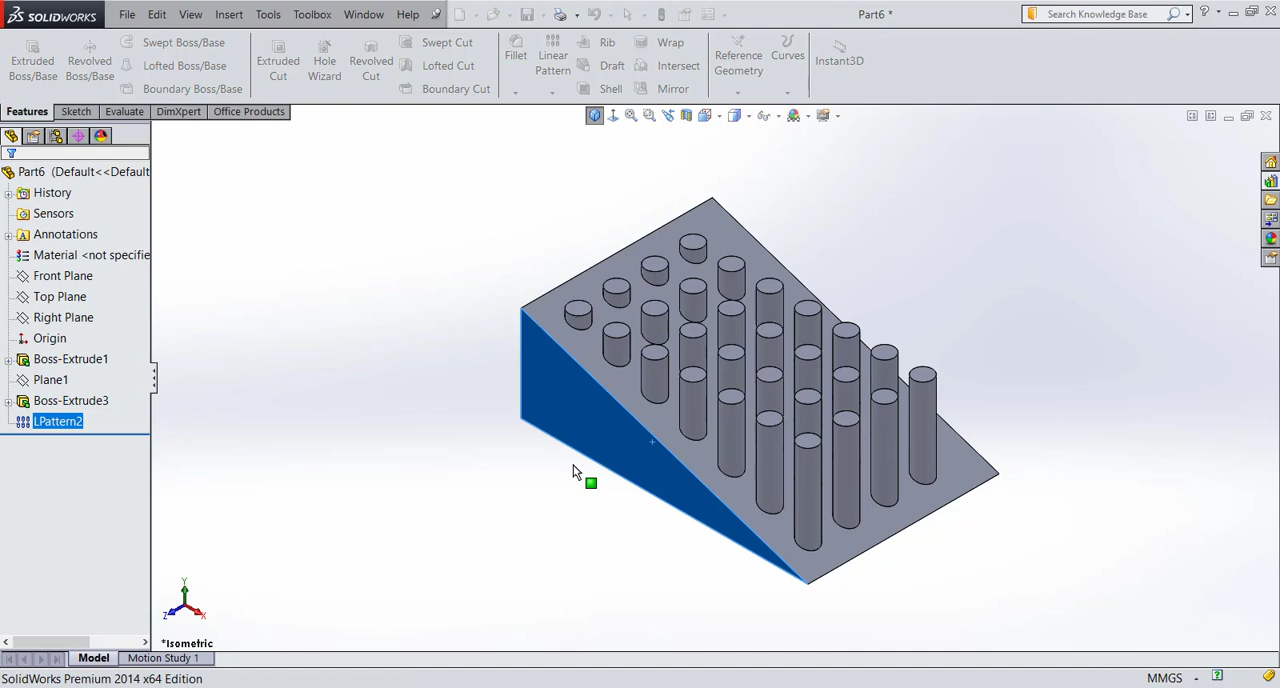 SOLIDWORKS File Edit View Insert Tools Toolbox Window Help Part6 * Search Knowledge Base
Extruded Boss/Base
Revolved Boss/Base
Swept Boss/Base
Lofted Boss/Base
Boundary Boss/Base
Extruded Cut
Hole Wizard
Revolved Cut
Swept Cut
Lofted Cut
Boundary Cut
Fillet
Linear Pattern
Rib
Draft
Shell
Wrap
Intersect
Mirror
Reference Geometry
Curves
Instant3D
Features Sketch Evaluate DimXpert Office Products
Part6 (Default<<Default
History
Sensors
Annotations
Material <not specifie
Front Plane
Top Plane
Right Plane
Origin
Boss-Extrude1
Plane1
Boss-Extrude3
LPattern2
Y
Z X
*Isometric
Model Motion Study 1
SolidWorks Premium 2014 x64 Edition MMGS